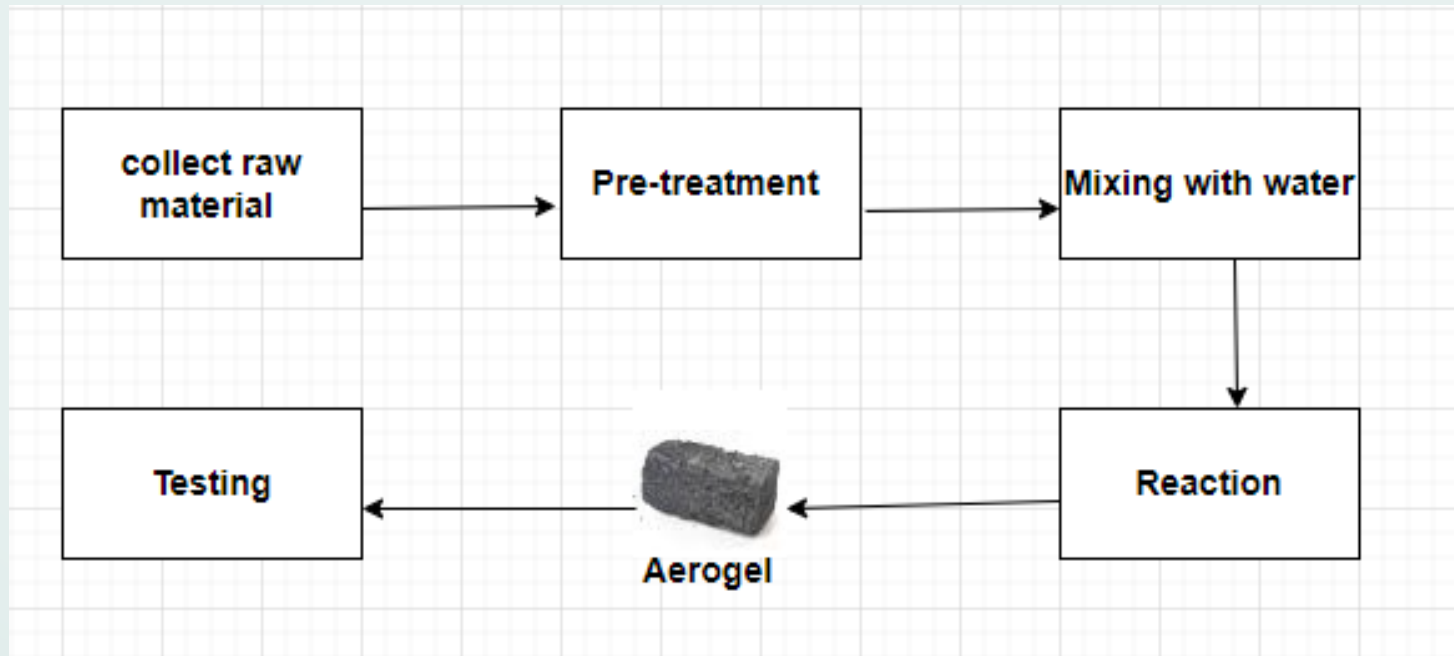 collect raw
material
Pre-treatment
Mixing with water
Reaction
Aerogel
Testing